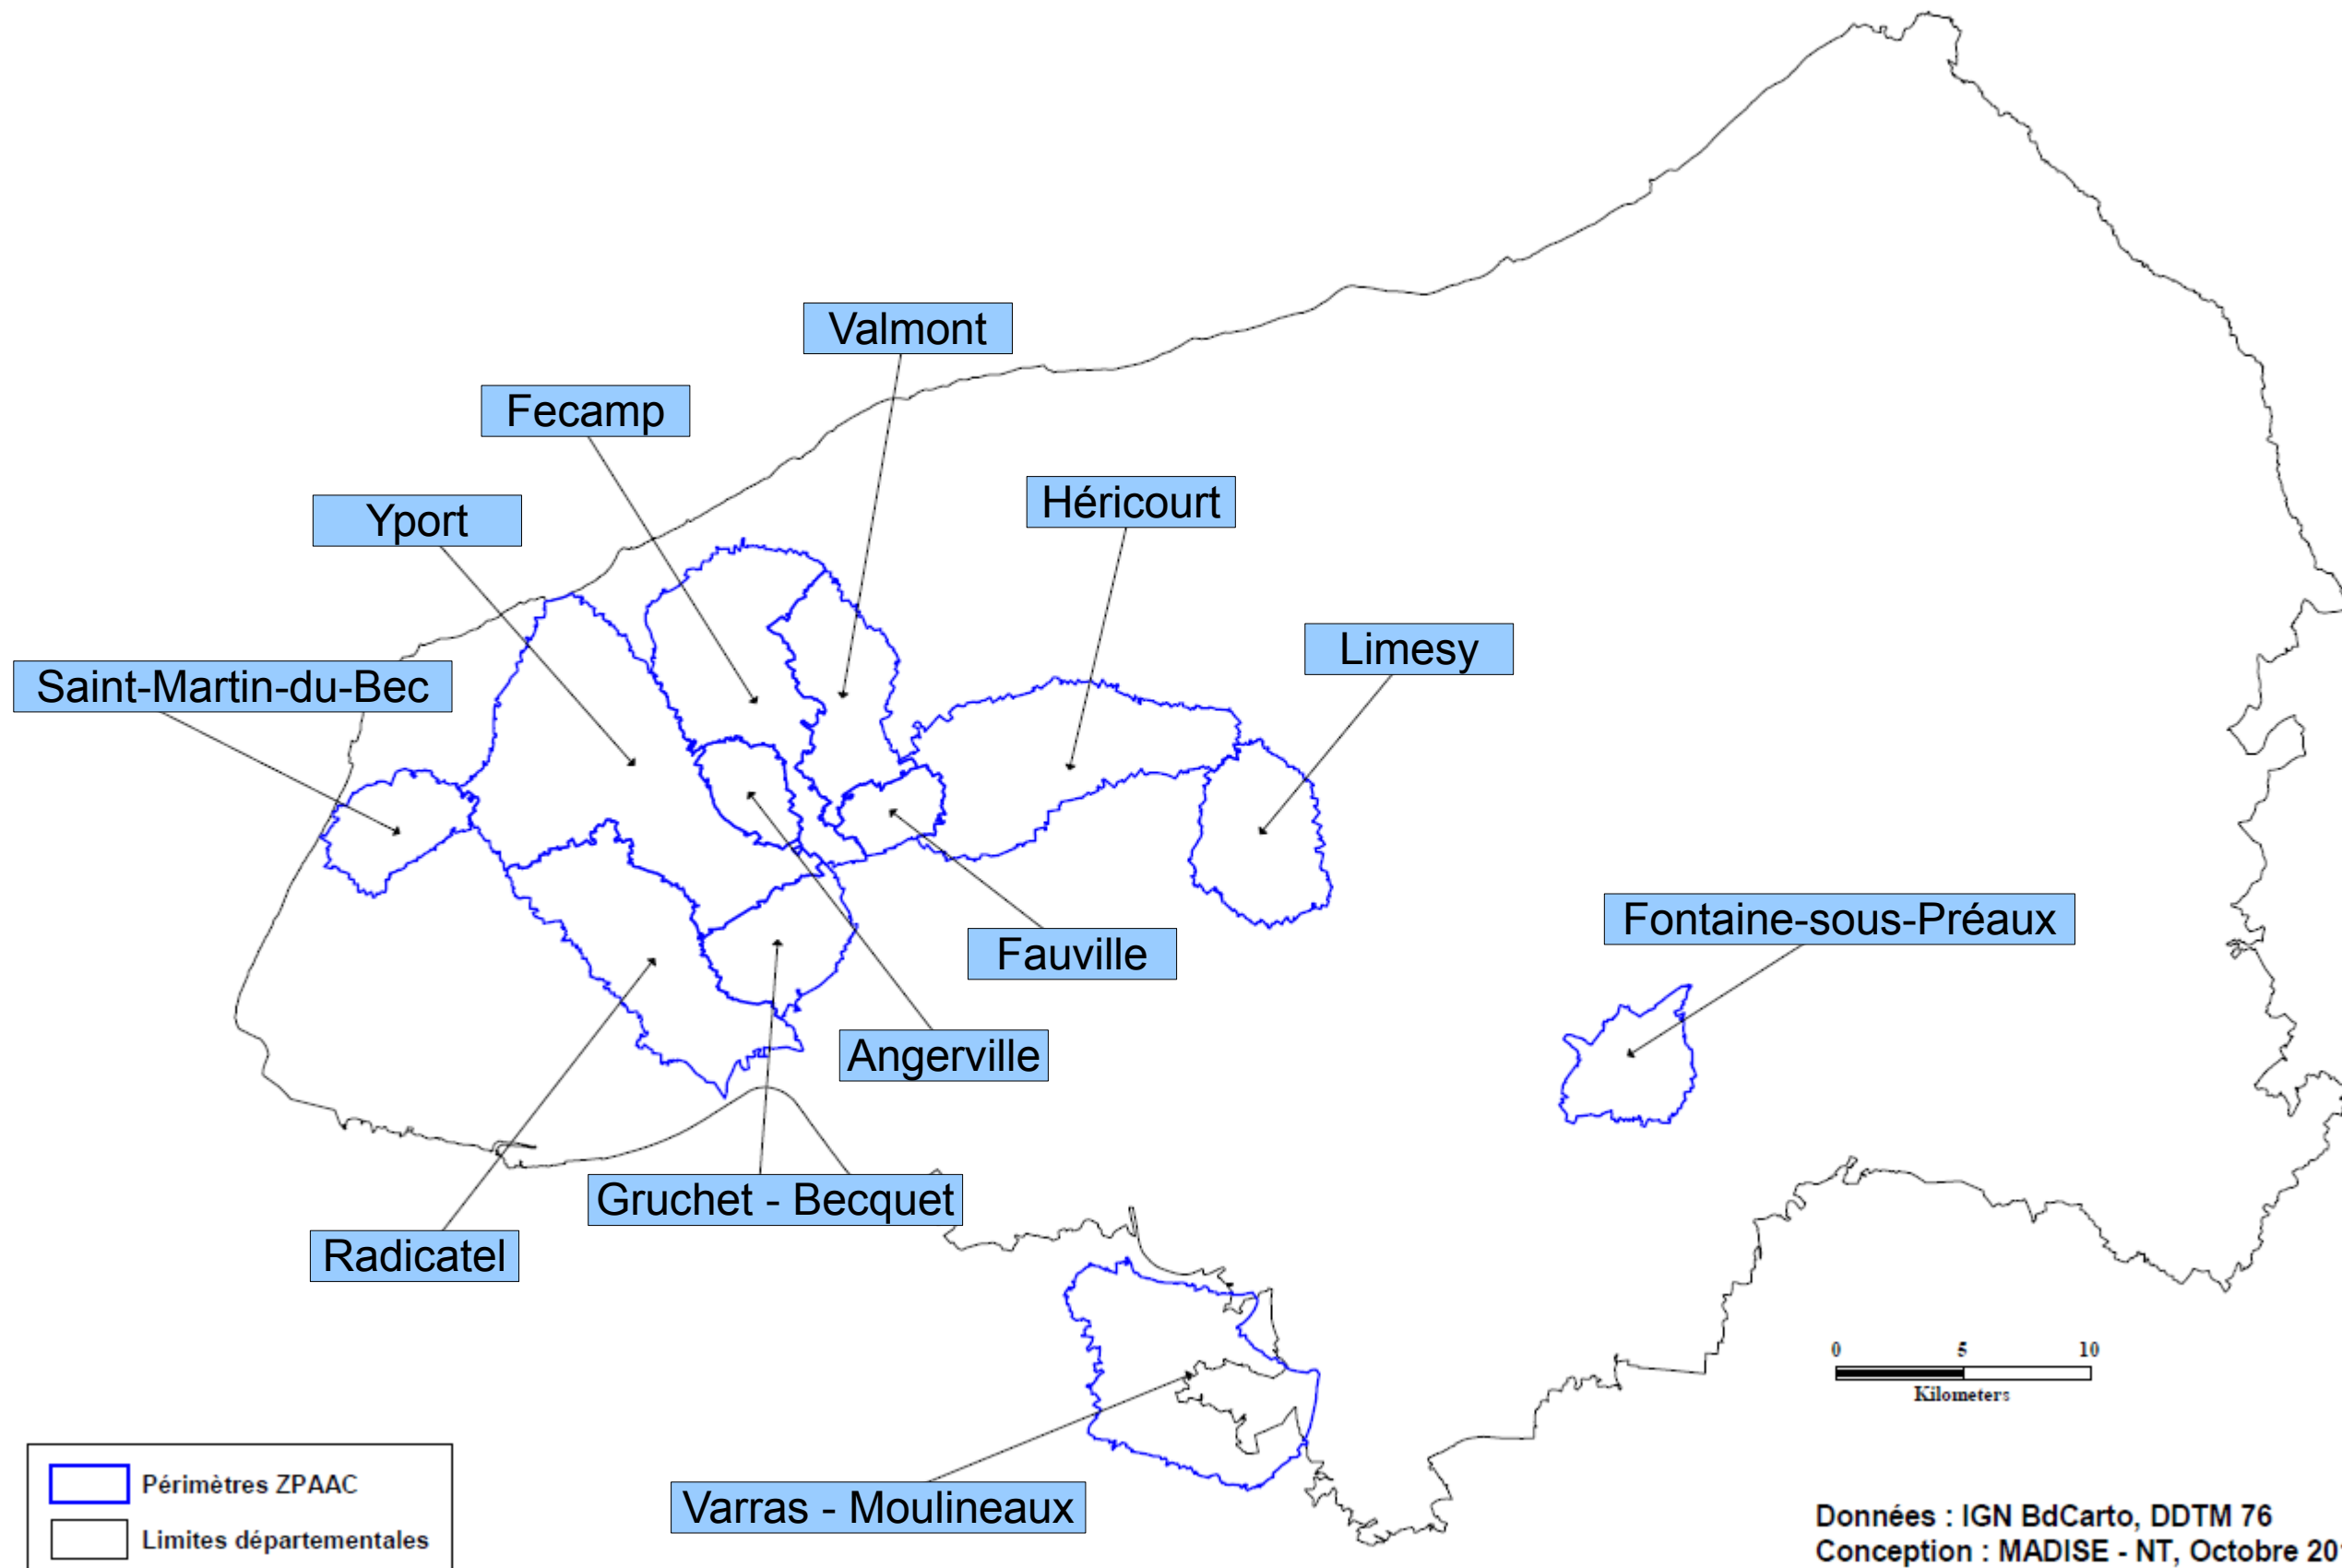 Valmont
Fecamp
Yport
Héricourt
Limesy
Saint-Martin-du-Bec
Fontaine-sous-Préaux
Fauville
Angerville
Gruchet - Becquet
Radicatel
Varras - Moulineaux
0 5 10
Kilometers
Périmètres ZPAAC
Limites départementales
Données : IGN BdCarto, DDTM 76
Conception : MADISE - NT, Octobre